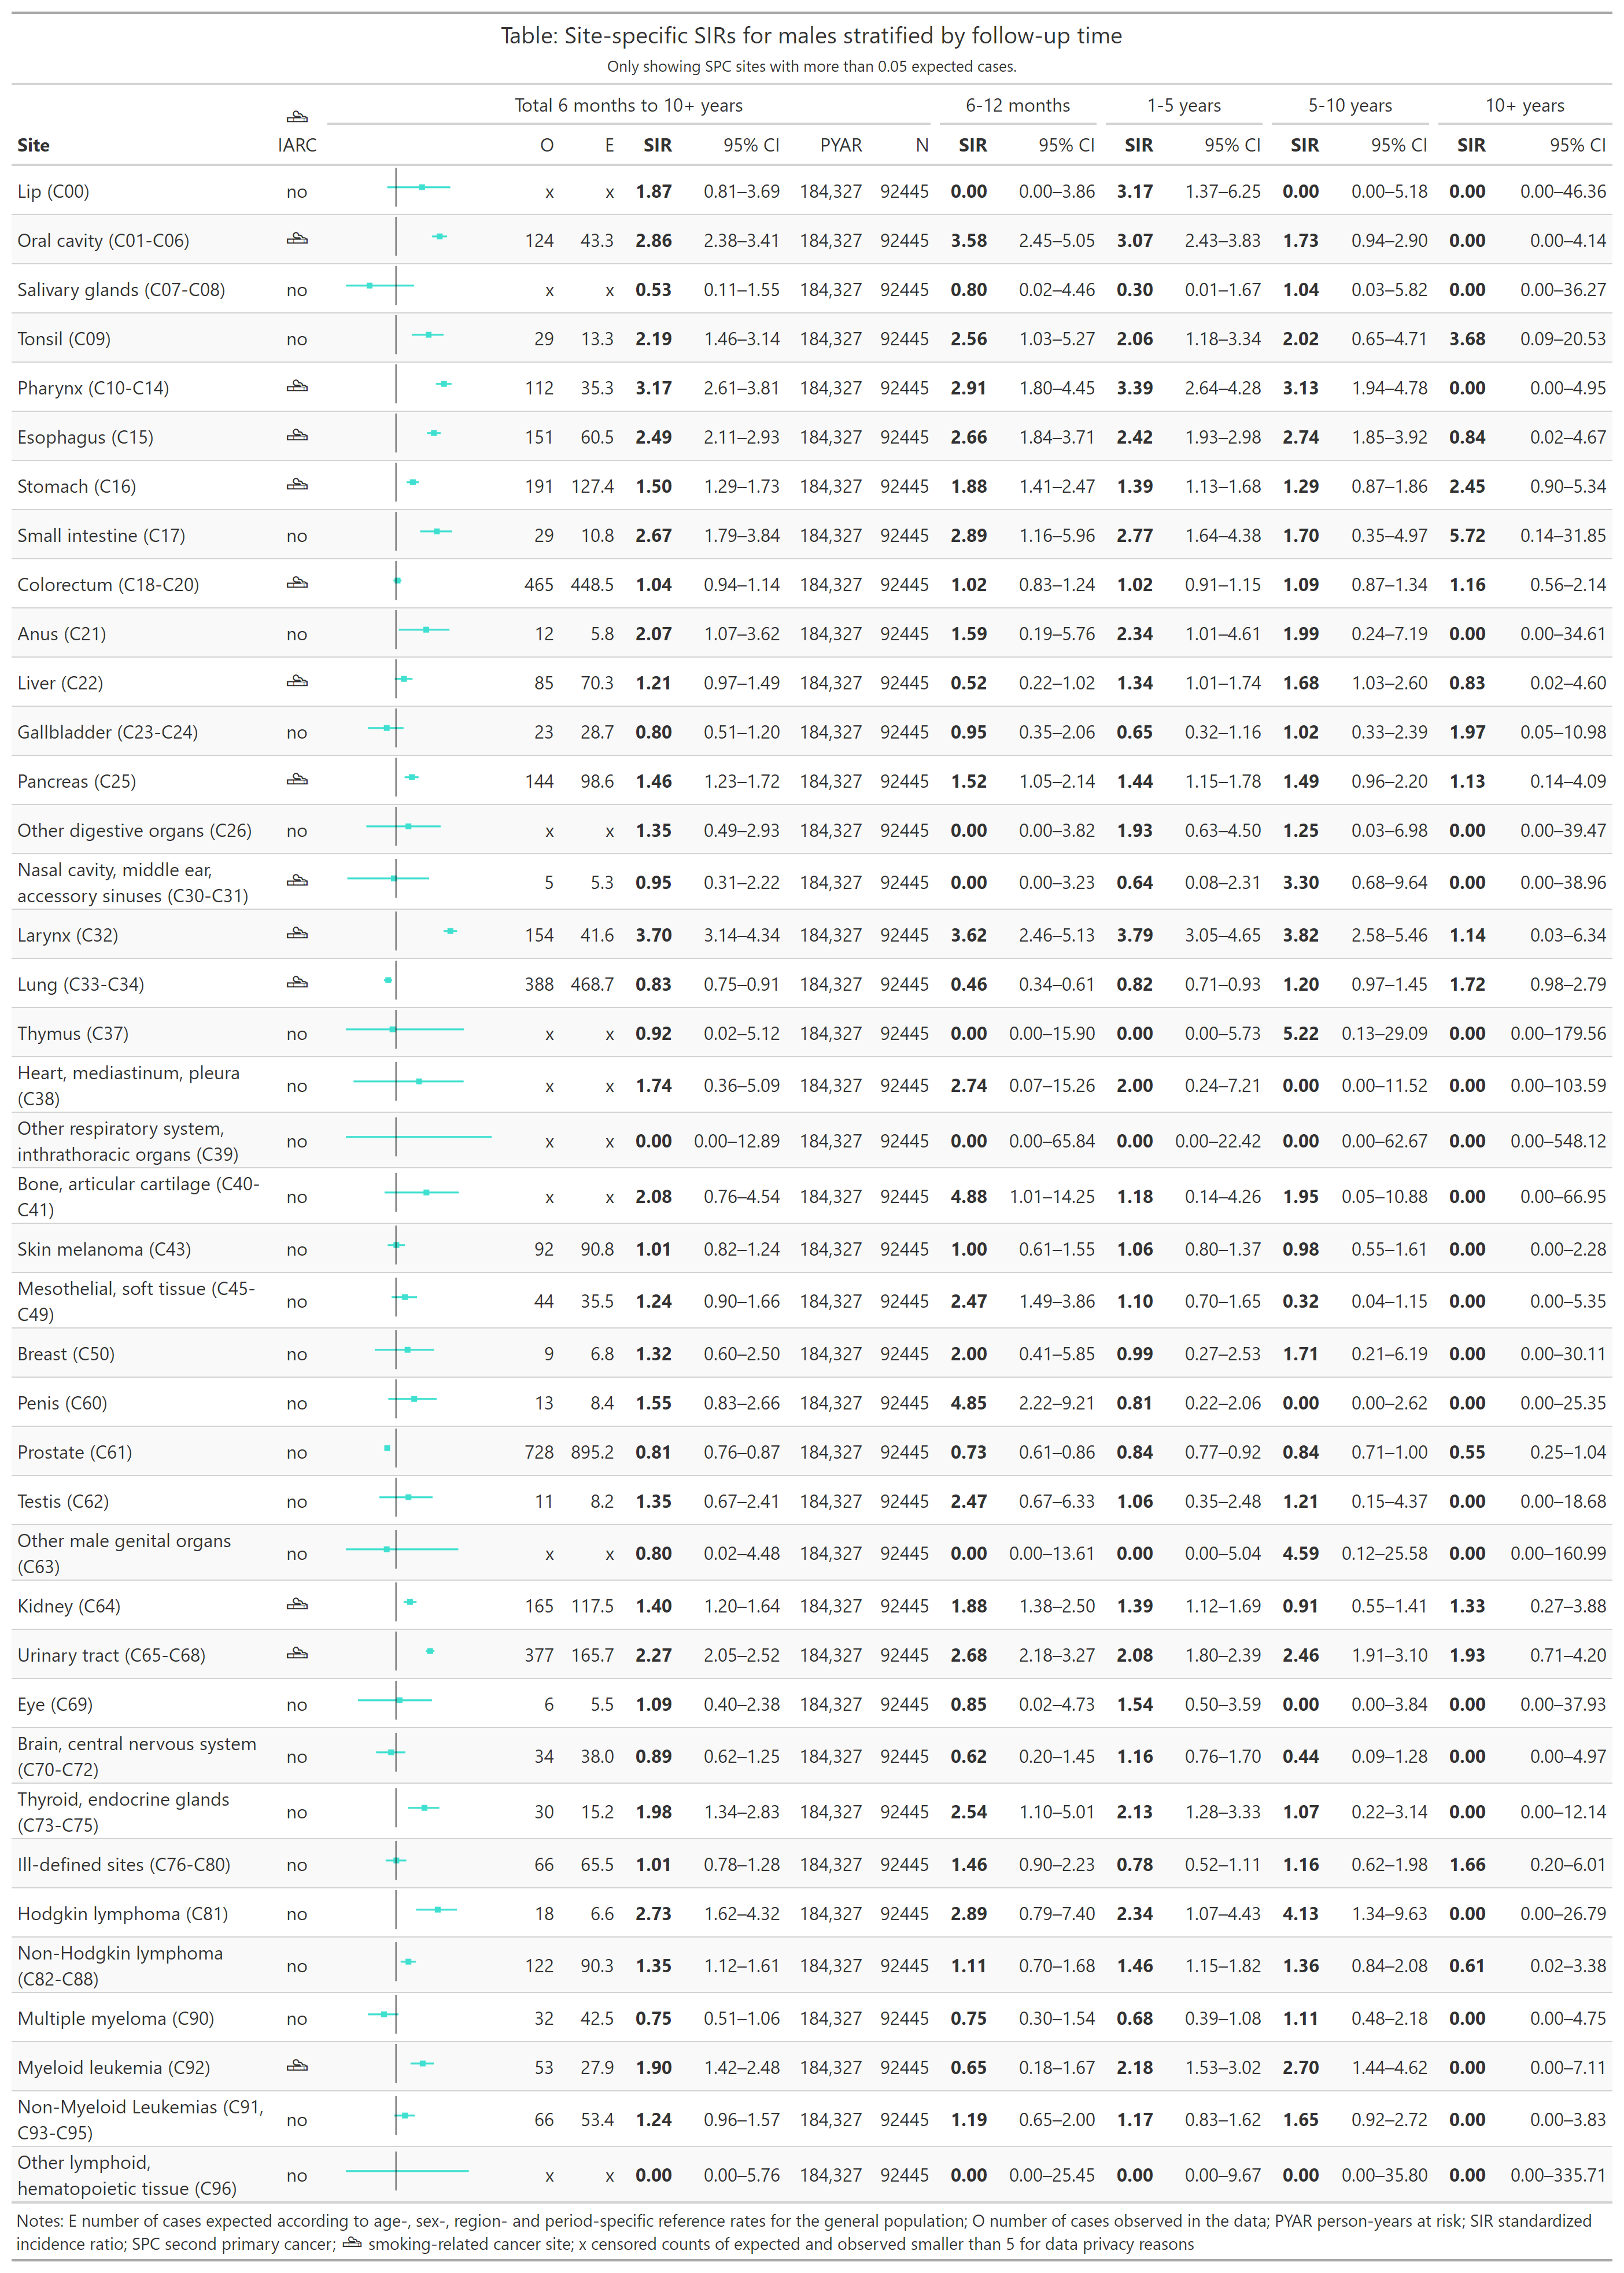 Table: Site-specific SIRs for males stratified by follow-up time
Only showing SPC sites with more than 0.05 expected cases.
Total 6 months to 10+ years 6-12 months 1-5 years 5-10 years 10+ years
Site IARC O E SIR 95% CI PYAR N SIR 95% CI SIR 95% CI SIR 95% CI SIR 95% CI
Lip (C00) no x x 1.87 0.81–3.69 184,327 92445 0.00 0.00–3.86 3.17 1.37–6.25 0.00 0.00–5.18 0.00 0.00–46.36
Oral cavity (C01-C06) 124 43.3 2.86 2.38–3.41 184,327 92445 3.58 2.45–5.05 3.07 2.43–3.83 1.73 0.94–2.90 0.00 0.00–4.14
Salivary glands (C07-C08) no x x 0.53 0.11–1.55 184,327 92445 0.80 0.02–4.46 0.30 0.01–1.67 1.04 0.03–5.82 0.00 0.00–36.27
Tonsil (C09) no 29 13.3 2.19 1.46–3.14 184,327 92445 2.56 1.03–5.27 2.06 1.18–3.34 2.02 0.65–4.71 3.68 0.09–20.53
Pharynx (C10-C14) 112 35.3 3.17 2.61–3.81 184,327 92445 2.91 1.80–4.45 3.39 2.64–4.28 3.13 1.94–4.78 0.00 0.00–4.95
Esophagus (C15) 151 60.5 2.49 2.11–2.93 184,327 92445 2.66 1.84–3.71 2.42 1.93–2.98 2.74 1.85–3.92 0.84 0.02–4.67
Stomach (C16) 191 127.4 1.50 1.29–1.73 184,327 92445 1.88 1.41–2.47 1.39 1.13–1.68 1.29 0.87–1.86 2.45 0.90–5.34
Small intestine (C17) no 29 10.8 2.67 1.79–3.84 184,327 92445 2.89 1.16–5.96 2.77 1.64–4.38 1.70 0.35–4.97 5.72 0.14–31.85
Colorectum (C18-C20) 465 448.5 1.04 0.94–1.14 184,327 92445 1.02 0.83–1.24 1.02 0.91–1.15 1.09 0.87–1.34 1.16 0.56–2.14
Anus (C21) no 12 5.8 2.07 1.07–3.62 184,327 92445 1.59 0.19–5.76 2.34 1.01–4.61 1.99 0.24–7.19 0.00 0.00–34.61
Liver (C22) 85 70.3 1.21 0.97–1.49 184,327 92445 0.52 0.22–1.02 1.34 1.01–1.74 1.68 1.03–2.60 0.83 0.02–4.60
Gallbladder (C23-C24) no 23 28.7 0.80 0.51–1.20 184,327 92445 0.95 0.35–2.06 0.65 0.32–1.16 1.02 0.33–2.39 1.97 0.05–10.98
Pancreas (C25) 144 98.6 1.46 1.23–1.72 184,327 92445 1.52 1.05–2.14 1.44 1.15–1.78 1.49 0.96–2.20 1.13 0.14–4.09
Other digestive organs (C26) no x x 1.35 0.49–2.93 184,327 92445 0.00 0.00–3.82 1.93 0.63–4.50 1.25 0.03–6.98 0.00 0.00–39.47
Nasal cavity, middle ear,
accessory sinuses (C30-C31) 5 5.3 0.95 0.31–2.22 184,327 92445 0.00 0.00–3.23 0.64 0.08–2.31 3.30 0.68–9.64 0.00 0.00–38.96
Larynx (C32) 154 41.6 3.70 3.14–4.34 184,327 92445 3.62 2.46–5.13 3.79 3.05–4.65 3.82 2.58–5.46 1.14 0.03–6.34
Lung (C33-C34) 388 468.7 0.83 0.75–0.91 184,327 92445 0.46 0.34–0.61 0.82 0.71–0.93 1.20 0.97–1.45 1.72 0.98–2.79
Thymus (C37) no x x 0.92 0.02–5.12 184,327 92445 0.00 0.00–15.90 0.00 0.00–5.73 5.22 0.13–29.09 0.00 0.00–179.56
Heart, mediastinum, pleura
(C38) no x x 1.74 0.36–5.09 184,327 92445 2.74 0.07–15.26 2.00 0.24–7.21 0.00 0.00–11.52 0.00 0.00–103.59
Other respiratory system,
inthrathoracic organs (C39) no x x 0.00 0.00–12.89 184,327 92445 0.00 0.00–65.84 0.00 0.00–22.42 0.00 0.00–62.67 0.00 0.00–548.12
Bone, articular cartilage (C40-
C41) no x x 2.08 0.76–4.54 184,327 92445 4.88 1.01–14.25 1.18 0.14–4.26 1.95 0.05–10.88 0.00 0.00–66.95
Skin melanoma (C43) no 92 90.8 1.01 0.82–1.24 184,327 92445 1.00 0.61–1.55 1.06 0.80–1.37 0.98 0.55–1.61 0.00 0.00–2.28
Mesothelial, soft tissue (C45-
C49) no 44 35.5 1.24 0.90–1.66 184,327 92445 2.47 1.49–3.86 1.10 0.70–1.65 0.32 0.04–1.15 0.00 0.00–5.35
Breast (C50) no 9 6.8 1.32 0.60–2.50 184,327 92445 2.00 0.41–5.85 0.99 0.27–2.53 1.71 0.21–6.19 0.00 0.00–30.11
Penis (C60) no 13 8.4 1.55 0.83–2.66 184,327 92445 4.85 2.22–9.21 0.81 0.22–2.06 0.00 0.00–2.62 0.00 0.00–25.35
Prostate (C61) no 728 895.2 0.81 0.76–0.87 184,327 92445 0.73 0.61–0.86 0.84 0.77–0.92 0.84 0.71–1.00 0.55 0.25–1.04
Testis (C62) no 11 8.2 1.35 0.67–2.41 184,327 92445 2.47 0.67–6.33 1.06 0.35–2.48 1.21 0.15–4.37 0.00 0.00–18.68
Other male genital organs
(C63) no x x 0.80 0.02–4.48 184,327 92445 0.00 0.00–13.61 0.00 0.00–5.04 4.59 0.12–25.58 0.00 0.00–160.99
Kidney (C64) 165 117.5 1.40 1.20–1.64 184,327 92445 1.88 1.38–2.50 1.39 1.12–1.69 0.91 0.55–1.41 1.33 0.27–3.88
Urinary tract (C65-C68) 377 165.7 2.27 2.05–2.52 184,327 92445 2.68 2.18–3.27 2.08 1.80–2.39 2.46 1.91–3.10 1.93 0.71–4.20
Eye (C69) no 6 5.5 1.09 0.40–2.38 184,327 92445 0.85 0.02–4.73 1.54 0.50–3.59 0.00 0.00–3.84 0.00 0.00–37.93
Brain, central nervous system
(C70-C72) no 34 38.0 0.89 0.62–1.25 184,327 92445 0.62 0.20–1.45 1.16 0.76–1.70 0.44 0.09–1.28 0.00 0.00–4.97
Thyroid, endocrine glands
(C73-C75) no 30 15.2 1.98 1.34–2.83 184,327 92445 2.54 1.10–5.01 2.13 1.28–3.33 1.07 0.22–3.14 0.00 0.00–12.14
Ill-defined sites (C76-C80) no 66 65.5 1.01 0.78–1.28 184,327 92445 1.46 0.90–2.23 0.78 0.52–1.11 1.16 0.62–1.98 1.66 0.20–6.01
Hodgkin lymphoma (C81) no 18 6.6 2.73 1.62–4.32 184,327 92445 2.89 0.79–7.40 2.34 1.07–4.43 4.13 1.34–9.63 0.00 0.00–26.79
Non-Hodgkin lymphoma
(C82-C88) no 122 90.3 1.35 1.12–1.61 184,327 92445 1.11 0.70–1.68 1.46 1.15–1.82 1.36 0.84–2.08 0.61 0.02–3.38
Multiple myeloma (C90) no 32 42.5 0.75 0.51–1.06 184,327 92445 0.75 0.30–1.54 0.68 0.39–1.08 1.11 0.48–2.18 0.00 0.00–4.75
Myeloid leukemia (C92) 53 27.9 1.90 1.42–2.48 184,327 92445 0.65 0.18–1.67 2.18 1.53–3.02 2.70 1.44–4.62 0.00 0.00–7.11
Non-Myeloid Leukemias (C91,
C93-C95) no 66 53.4 1.24 0.96–1.57 184,327 92445 1.19 0.65–2.00 1.17 0.83–1.62 1.65 0.92–2.72 0.00 0.00–3.83
Other lymphoid,
hematopoietic tissue (C96) no x x 0.00 0.00–5.76 184,327 92445 0.00 0.00–25.45 0.00 0.00–9.67 0.00 0.00–35.80 0.00 0.00–335.71
Notes: E number of cases expected according to age-, sex-, region- and period-specific reference rates for the general population; O number of cases observed in the data; PYAR person-years at risk; SIR standardized
incidence ratio; SPC second primary cancer; smoking-related cancer site; x censored counts of expected and observed smaller than 5 for data privacy reasons